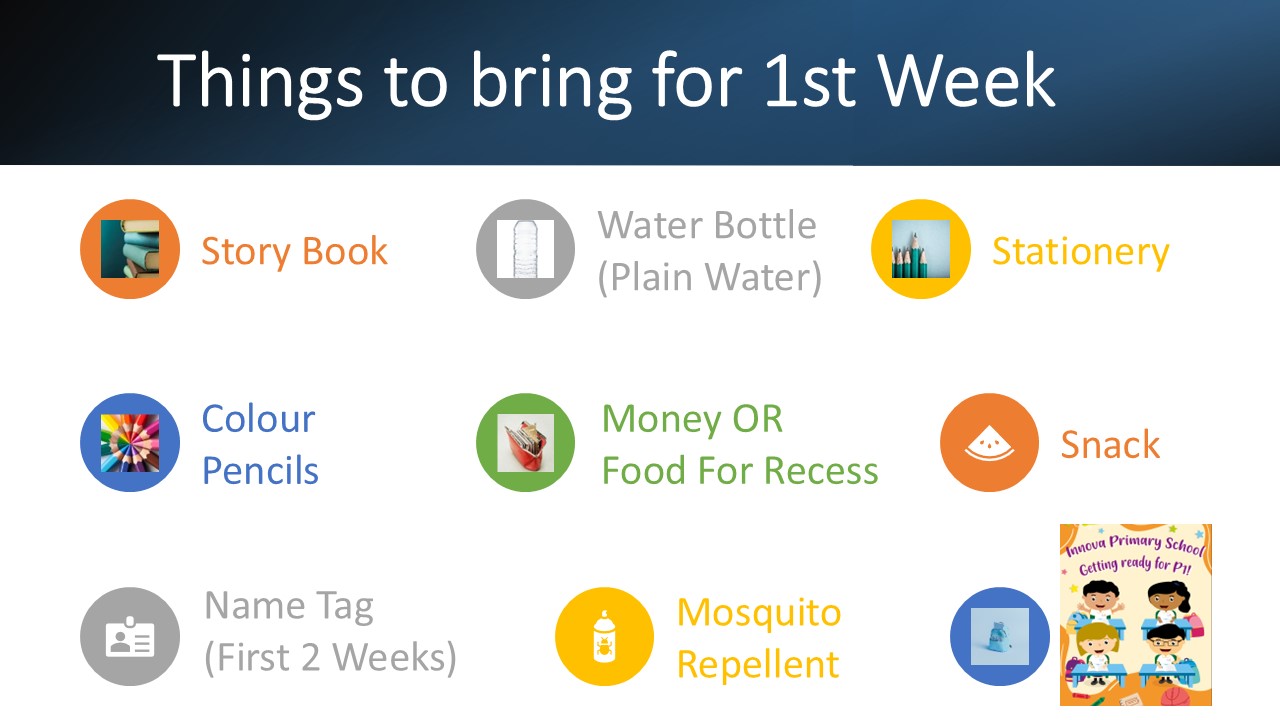 Things to bring for 1st Week
Story Book
Water Bottle
(Plain Water)
Stationery
Colour
Pencils
Money OR
Food For Recess
Snack
Name Tag
(First 2 Weeks)
Mosquito
Repellent
Innova Primary School
Getting ready for P1!